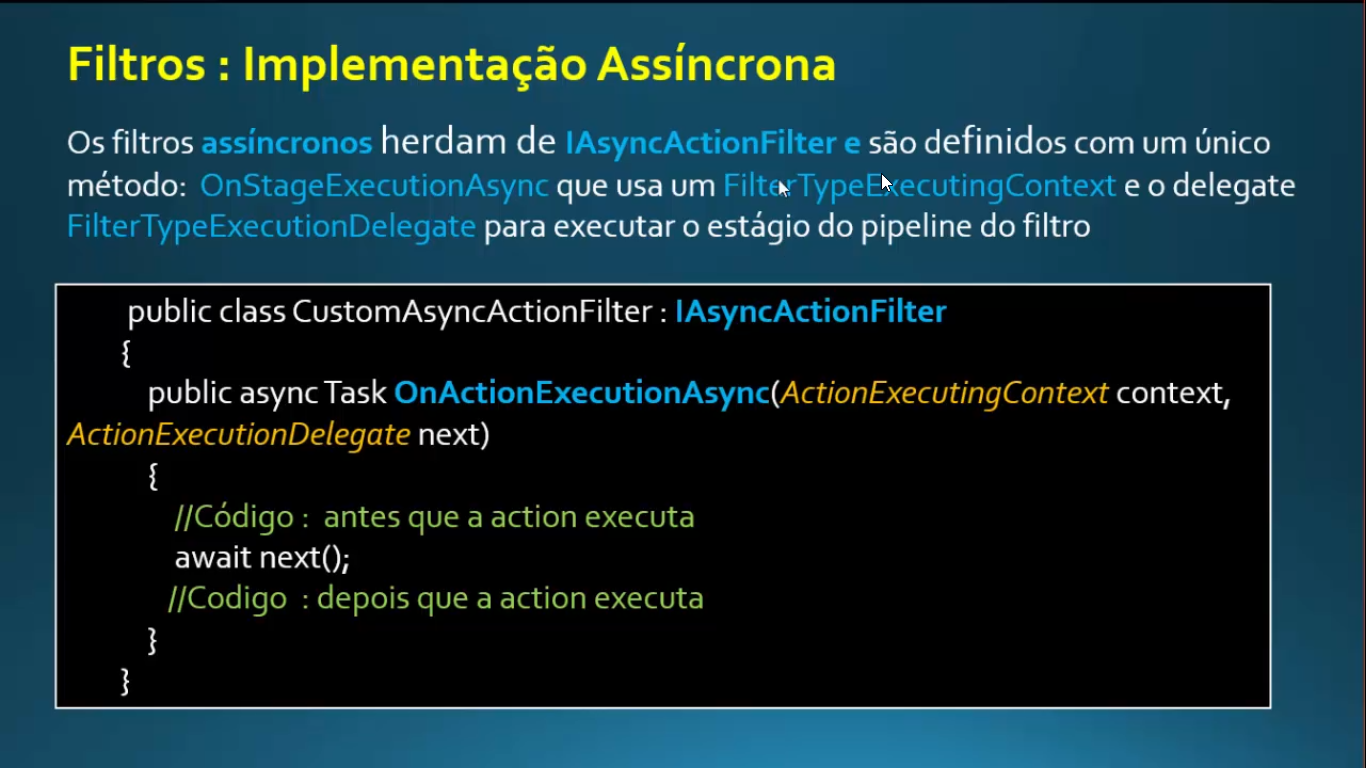 Filtros : Implementação Assíncrona
Os filtros assíncronos herdam de IAsyncActionFilter e são definidos com um único
método: OnStageExecutionAsync que usa um FilterTypeExecutingContext e o delegate
FilterTypeExecutionDelegate para executar o estágio do pipeline do filtro
public class CustomAsyncActionFilter : IAsyncActionFilter
{
public async Task OnActionExecutionAsync(ActionExecutingContext context,
ActionExecutionDelegate next)
{
//Código : antes que a action executa
await next();
//Codigo : depois que a action executa
}
}